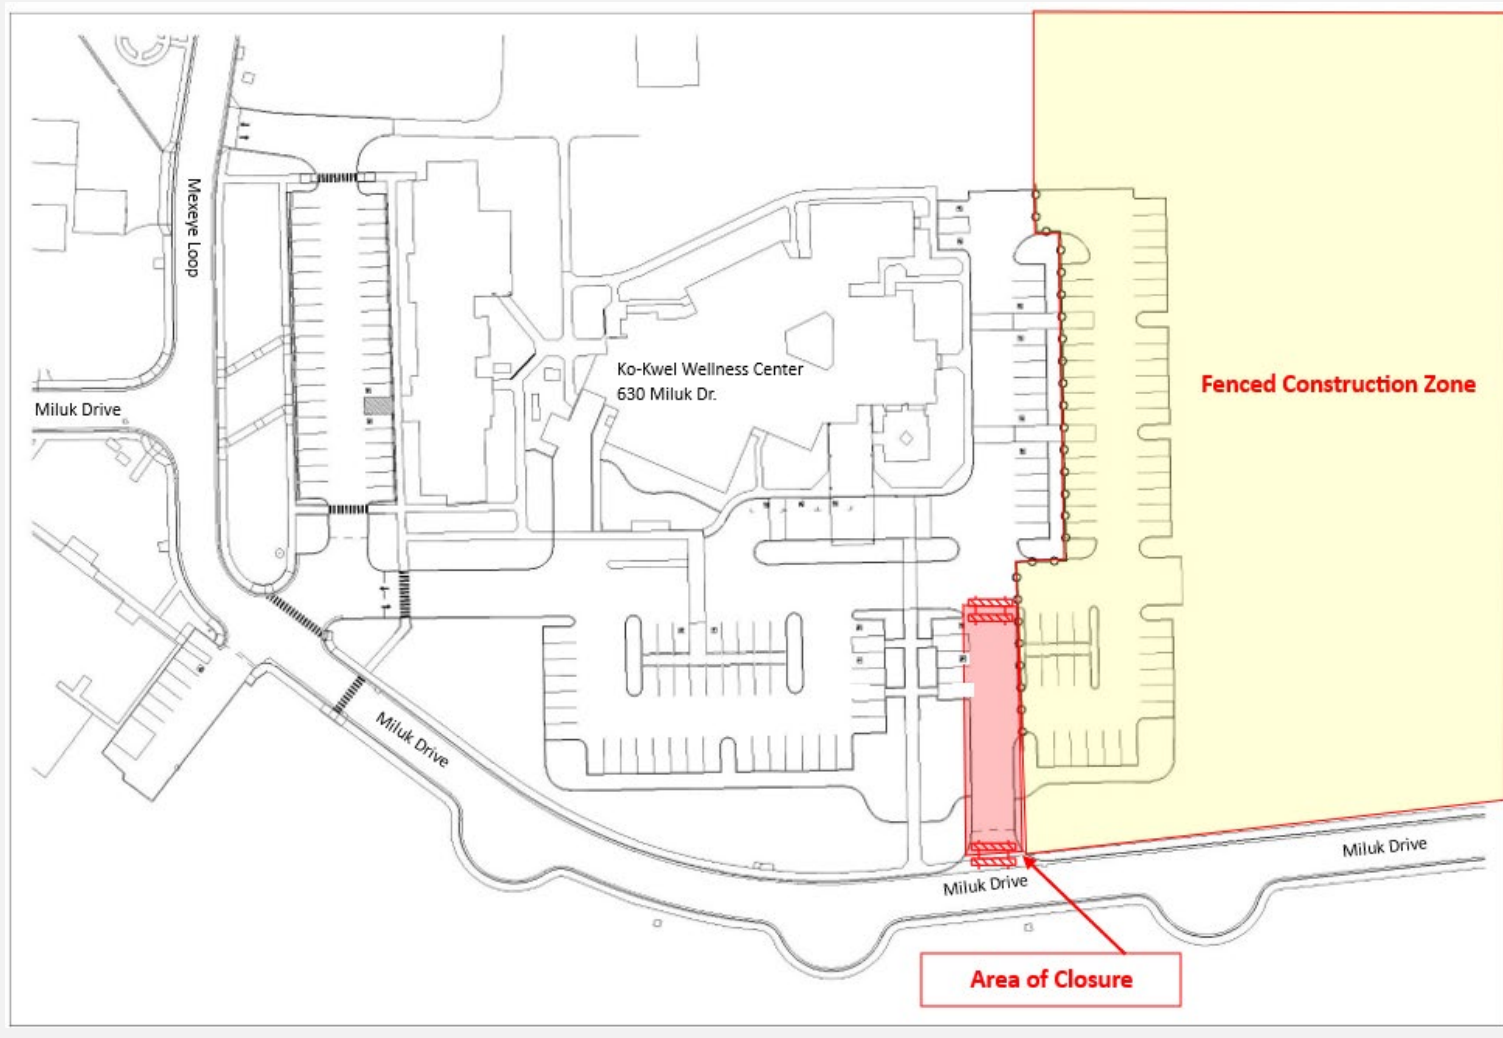 Mexeye Loop
Ko-Kwel Wellness Center
630 Miluk Dr.
Fenced Construction Zone
Miluk Drive
Miluk Drive
Miluk Drive
Miluk Drive
Area of Closure